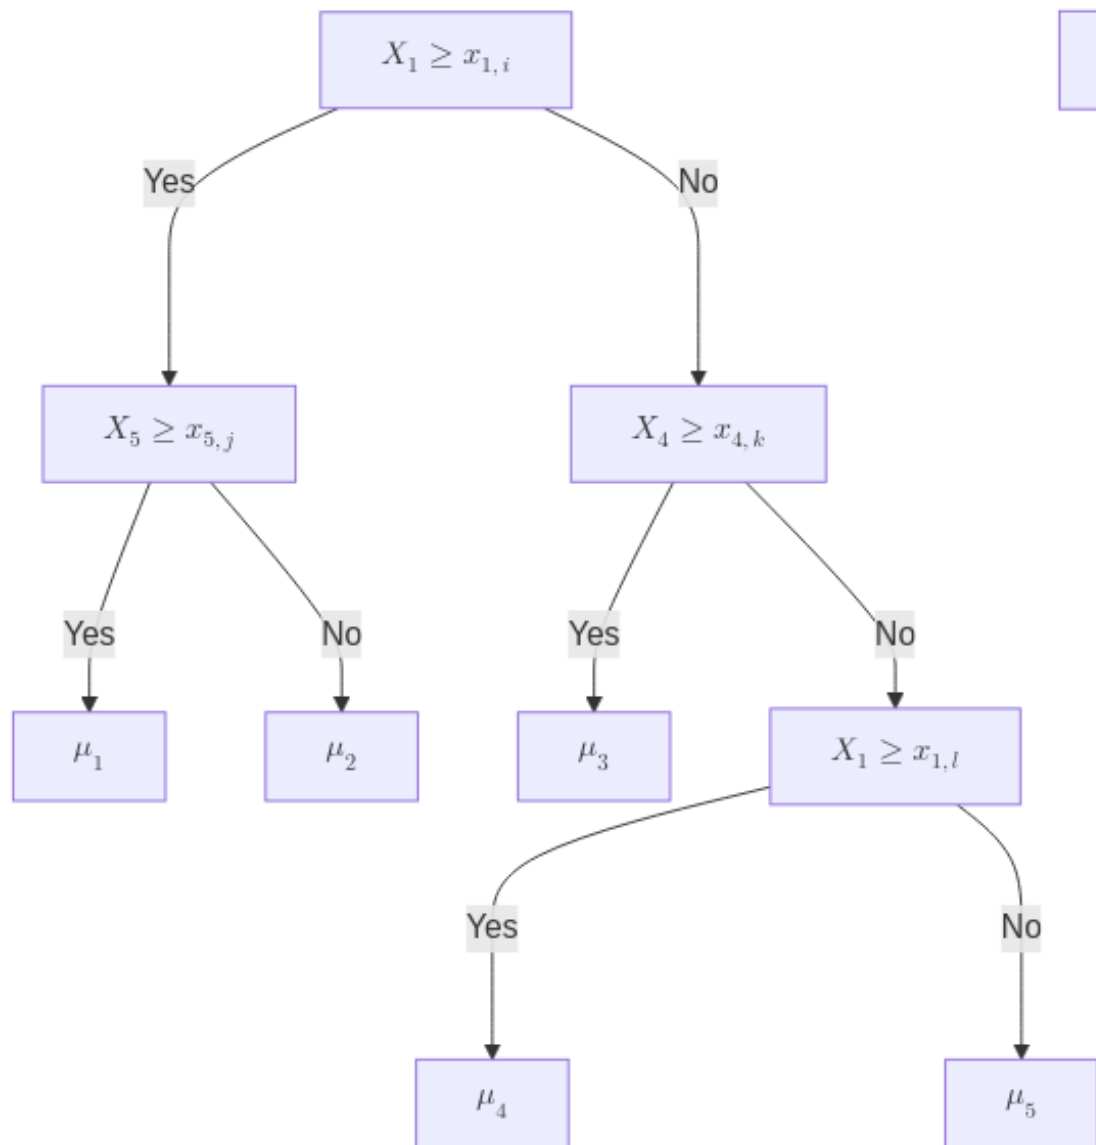 X₁ ≥ x₁,ᵢ
Yes
No
X₅ ≥ x₅,ⱼ
X₄ ≥ x₄,ₖ
Yes
No
Yes
No
μ₁
μ₂
μ₃
X₁ ≥ x₁,ₗ
Yes
No
μ₄
μ₅